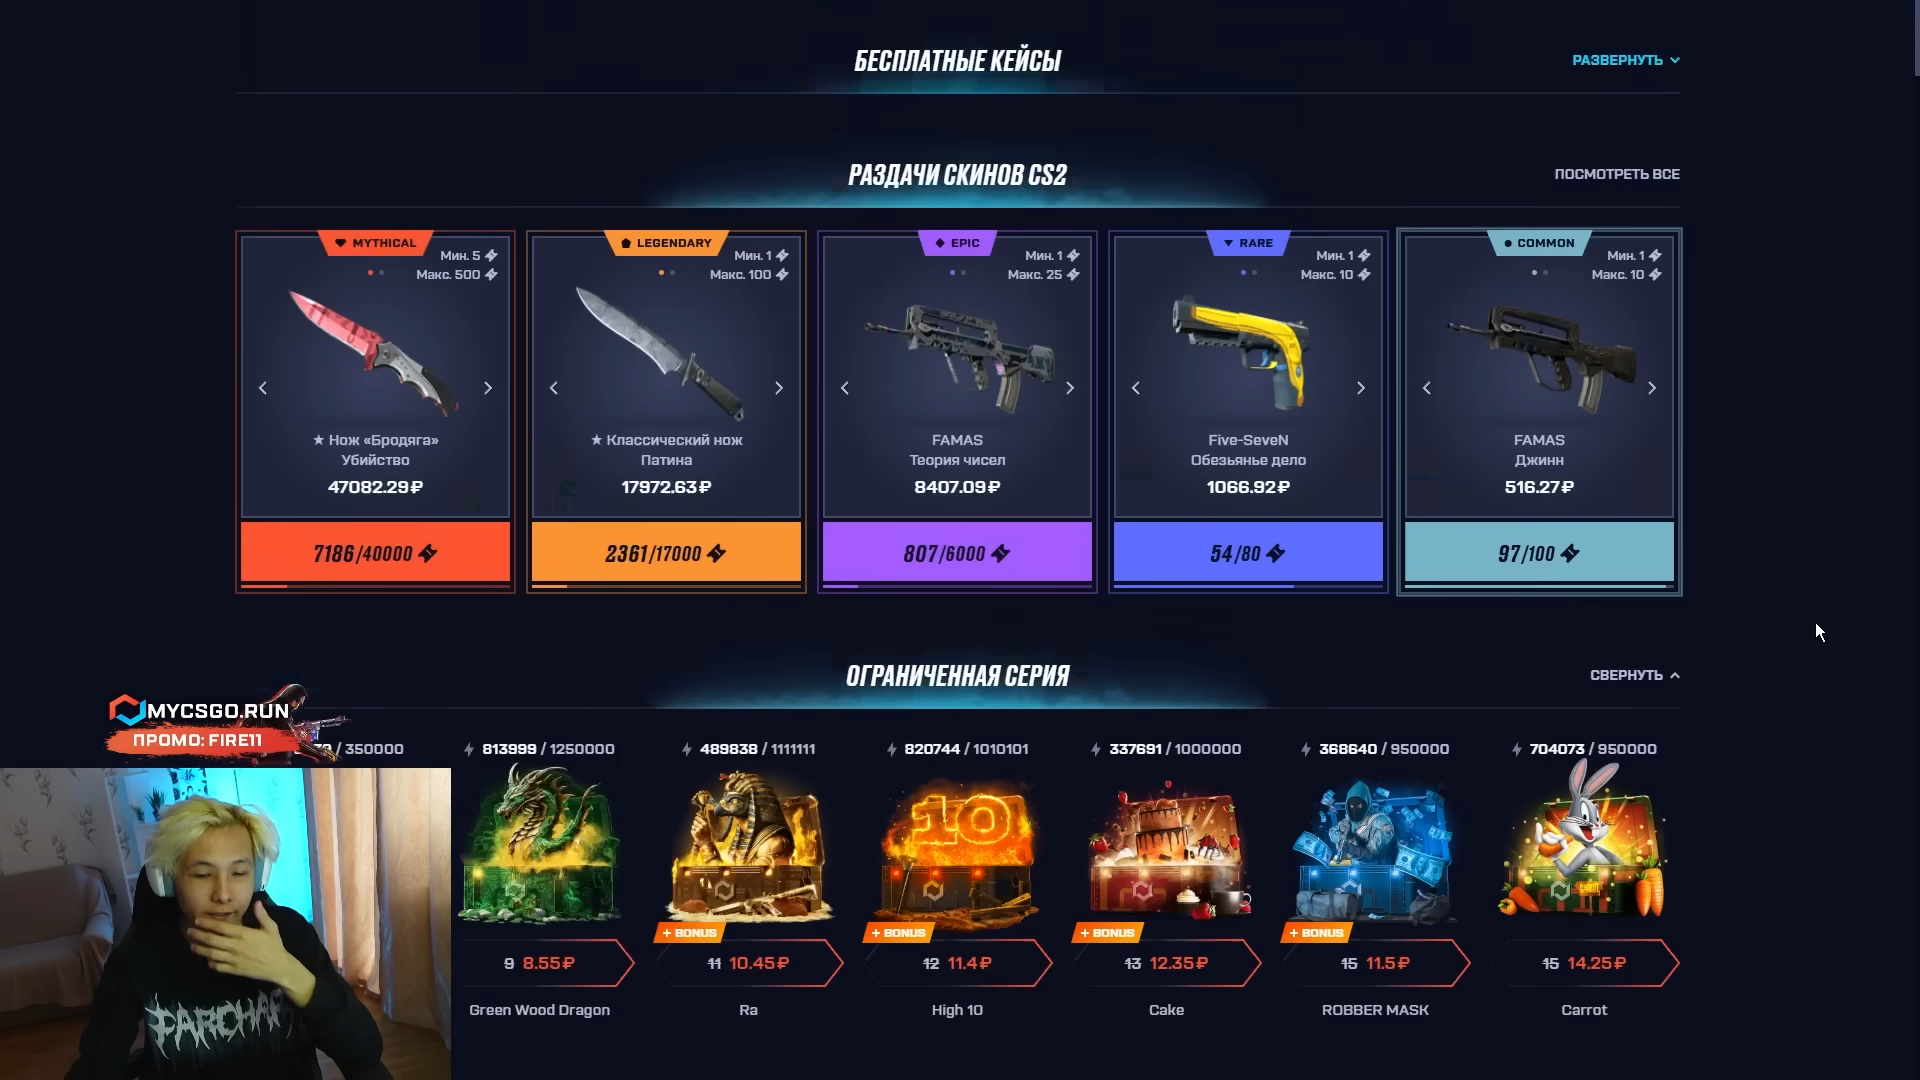 БЕСПЛАТНЫЕ КЕЙСЫ
РАЗВЕРНУТЬ
РАЗДАЧИ СКИНОВ CS2
ПОСМОТРЕТЬ ВСЕ
MYTHICAL
Мин. 5
Макс. 500
★ Нож «Бродяга»
Убийство
47082.29₽
7186/40000
LEGENDARY
Мин. 1
Макс. 100
★ Классический нож
Патина
17972.63₽
2361/17000
EPIC
Мин. 1
Макс. 25
FAMAS
Теория чисел
8407.09₽
807/6000
RARE
Мин. 1
Макс. 10
Five-SeveN
Обезьянье дело
1066.92₽
54/80
COMMON
Мин. 1
Макс. 10
FAMAS
Джинн
516.27₽
97/100
ОГРАНИЧЕННАЯ СЕРИЯ
СВЕРНУТЬ
MYCSGO.RUN
ПРОМО: FIRE11
/ 350000
813999 / 1250000
489838 / 1111111
820744 / 1010101
337691 / 1000000
368640 / 950000
704073 / 950000
10
+ BONUS
+ BONUS
+ BONUS
+ BONUS
9 8.55₽
11 10.45₽
12 11.4₽
13 12.35₽
15 11.5₽
15 14.25₽
Green Wood Dragon
Ra
High 10
Cake
ROBBER MASK
Carrot